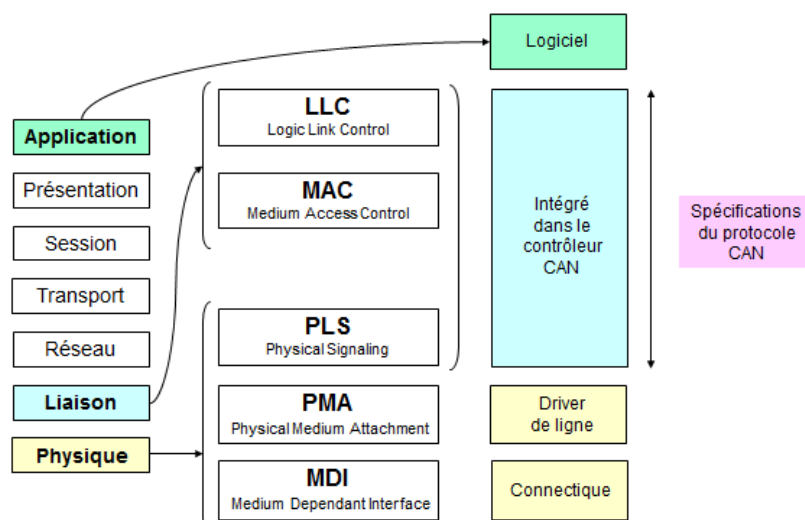 Logiciel
LLC
Logic Link Control
Application
MAC
Medium Access Control
Présentation
Session
Transport
Réseau
Liaison
Physique
PLS
Physical Signaling
PMA
Physical Medium Attachment
MDI
Medium Dependant Interface
Intégré
dans le
contrôleur
CAN
Driver
de ligne
Connectique
Spécifications
du protocole
CAN